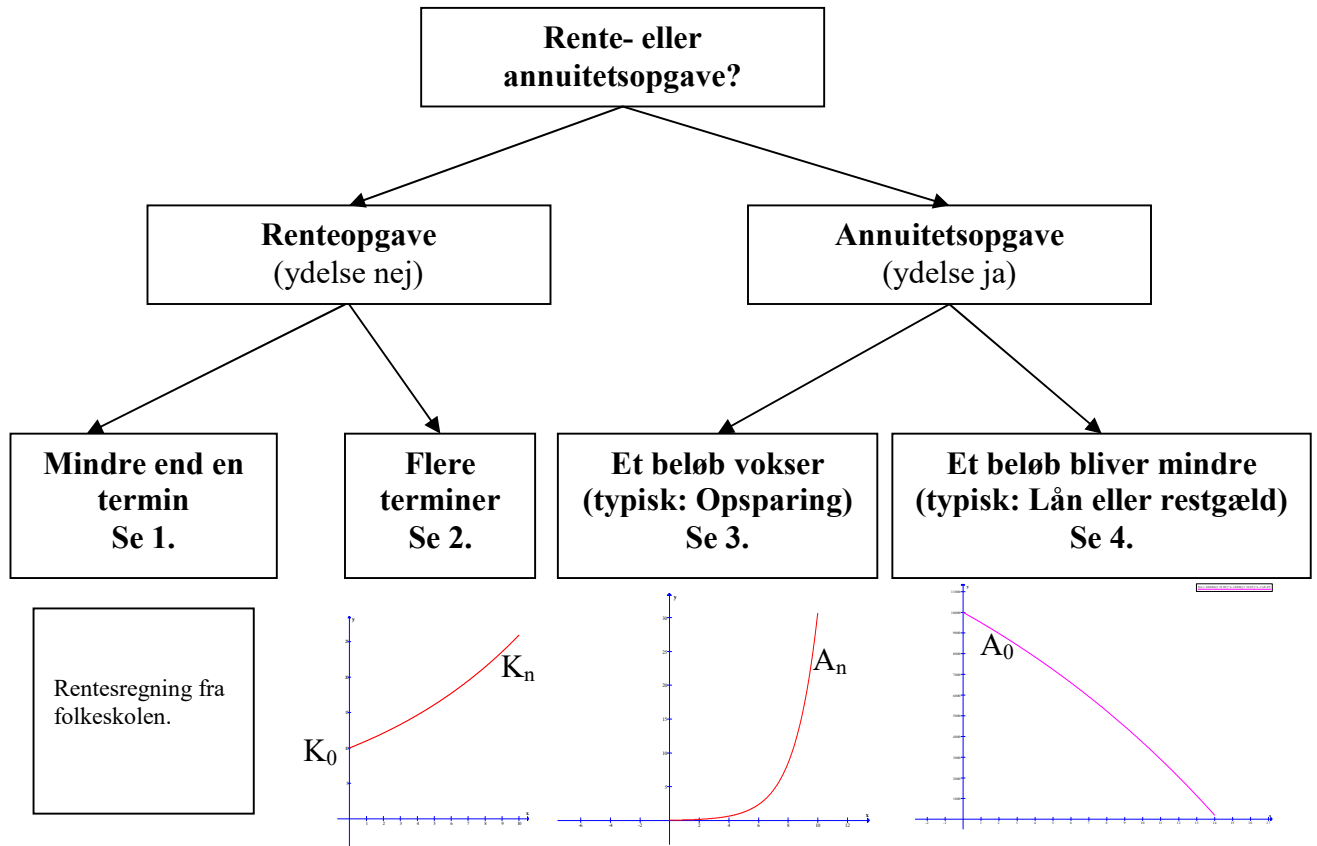 Rente- eller
annuitetsopgave?
Renteopgave
(ydelse nej)
Annuitetsopgave
(ydelse ja)
Mindre end en
termin
Se 1.
Flere
terminer
Se 2.
Et beløb vokser
(typisk: Opsparing)
Se 3.
Et beløb bliver mindre
(typisk: Lån eller restgæld)
Se 4.
Rentesregning fra
folkeskolen.
K0
Kn
An
A0